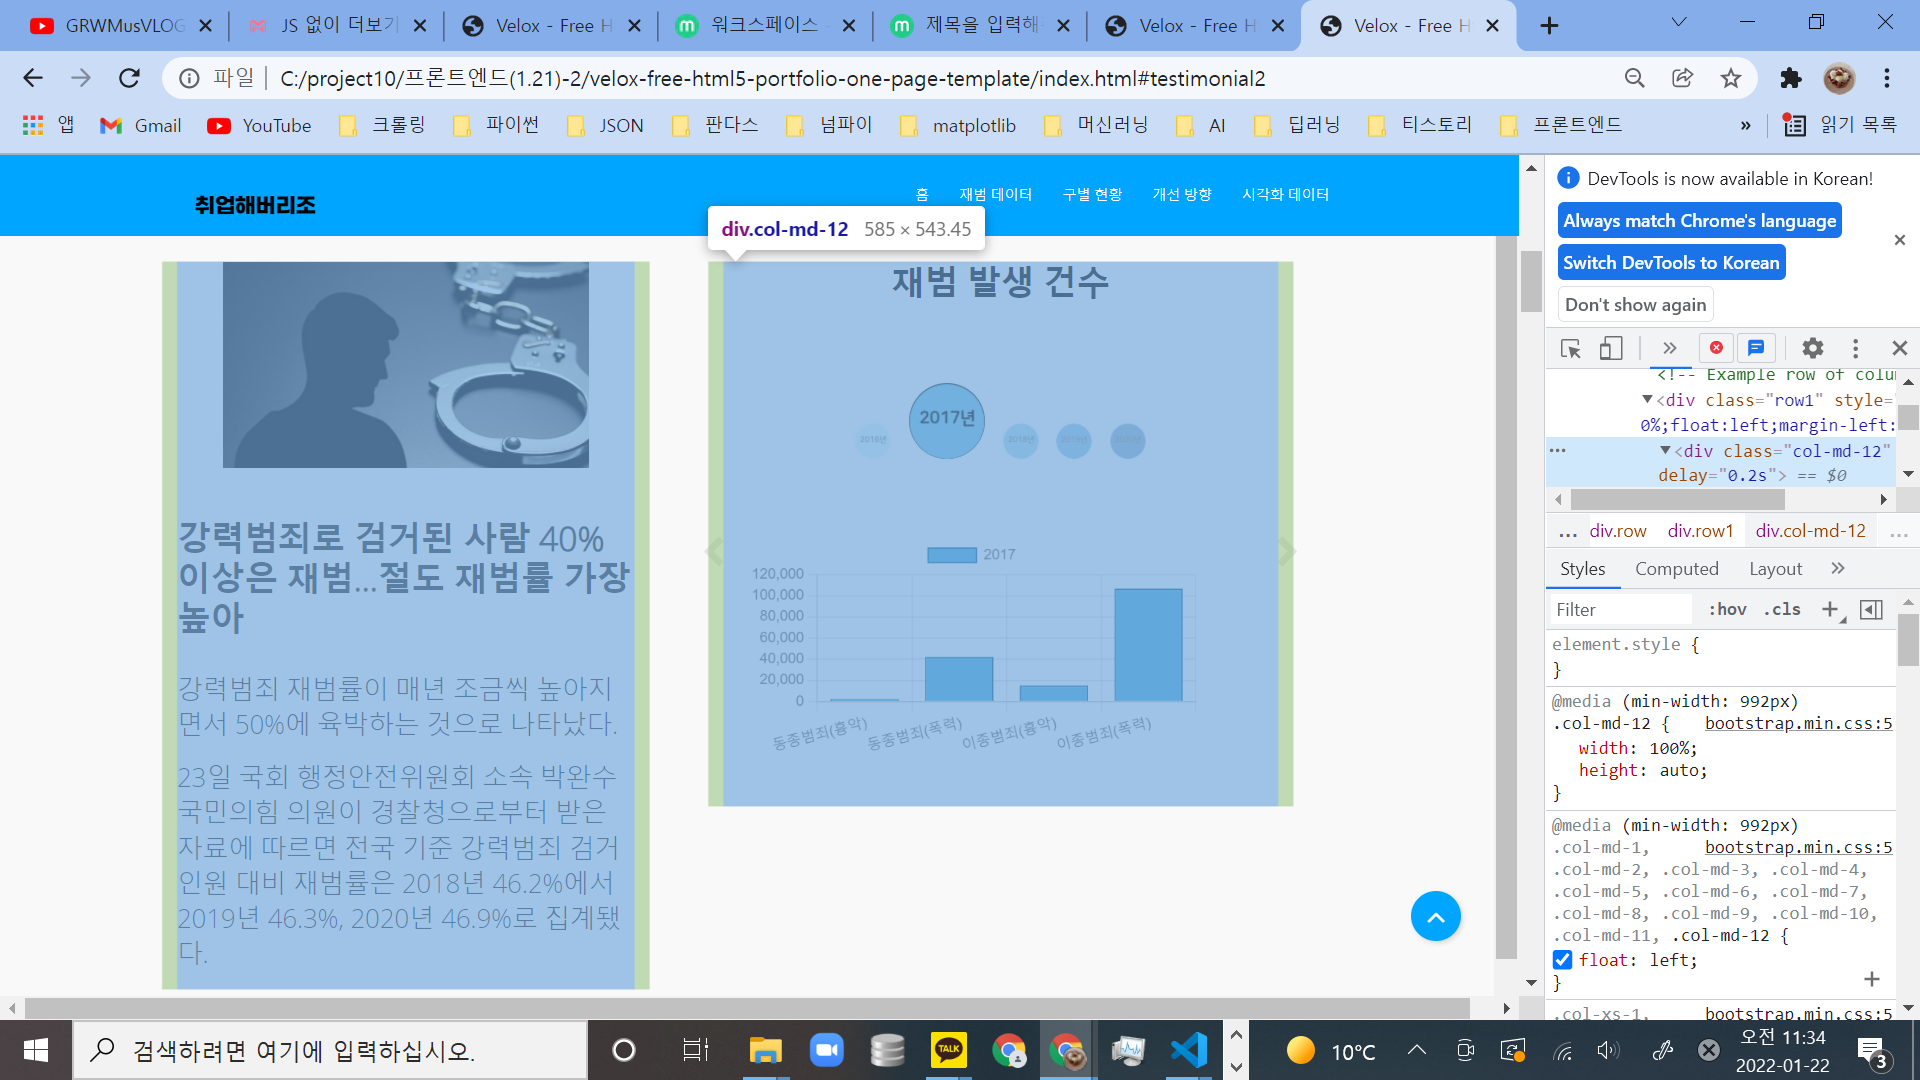 GRWMusVLOG
JS 없이 더보기
Velox - Free H
워크스페이스
제목을 입력해
Velox - Free H
Velox - Free H
파일
C:/project10/프론트엔드(1.21)-2/velox-free-html5-portfolio-one-page-template/index.html#testimonial2
앱
Gmail
YouTube
크롤링
파이썬
JSON
판다스
넘파이
matplotlib
머신러닝
AI
딥러닝
티스토리
프론트엔드
»
읽기 목록
취업해버리조
홈
재범 데이터
구별 현황
개선 방향
시각화 데이터
div.col-md-12 585 × 543.45
강력범죄로 검거된 사람 40%
이상은 재범...절도 재범률 가장
높아
강력범죄 재범률이 매년 조금씩 높아지
면서 50%에 육박하는 것으로 나타났다.
23일 국회 행정안전위원회 소속 박완수
국민의힘 의원이 경찰청으로부터 받은
자료에 따르면 전국 기준 강력범죄 검거
인원 대비 재범률은 2018년 46.2%에서
2019년 46.3%, 2020년 46.9%로 집계됐
다.
재범 발생 건수
2016년
2017년
2018년
2017
120,000
100,000
80,000
60,000
40,000
20,000
0
동종범죄(흉악)
동종범죄(폭력)
이종범죄(흉악)
이종범죄(폭력)
DevTools is now available in Korean!
Always match Chrome's language
Switch DevTools to Korean
Don't show again
<!-- Example row of colu
<div class="row1" style="
0%;float:left;margin-left:
<div class="col-md-12"
delay="0.2s"> == $0
... div.row div.row1 div.col-md-12 ...
Styles Computed Layout »
Filter :hov .cls
element.style {
}
@media (min-width: 992px)
.col-md-12 { bootstrap.min.css:5
width: 100%;
height: auto;
}
@media (min-width: 992px)
.col-md-1, bootstrap.min.css:5
.col-md-2, .col-md-3, .col-md-4,
.col-md-5, .col-md-6, .col-md-7,
.col-md-8, .col-md-9, .col-md-10,
.col-md-11, .col-md-12 {
float: left;
}
.col-xs-1, bootstrap.min.css:5
검색하려면 여기에 입력하십시오.
TALK
10°C
오전 11:34
2022-01-22
3